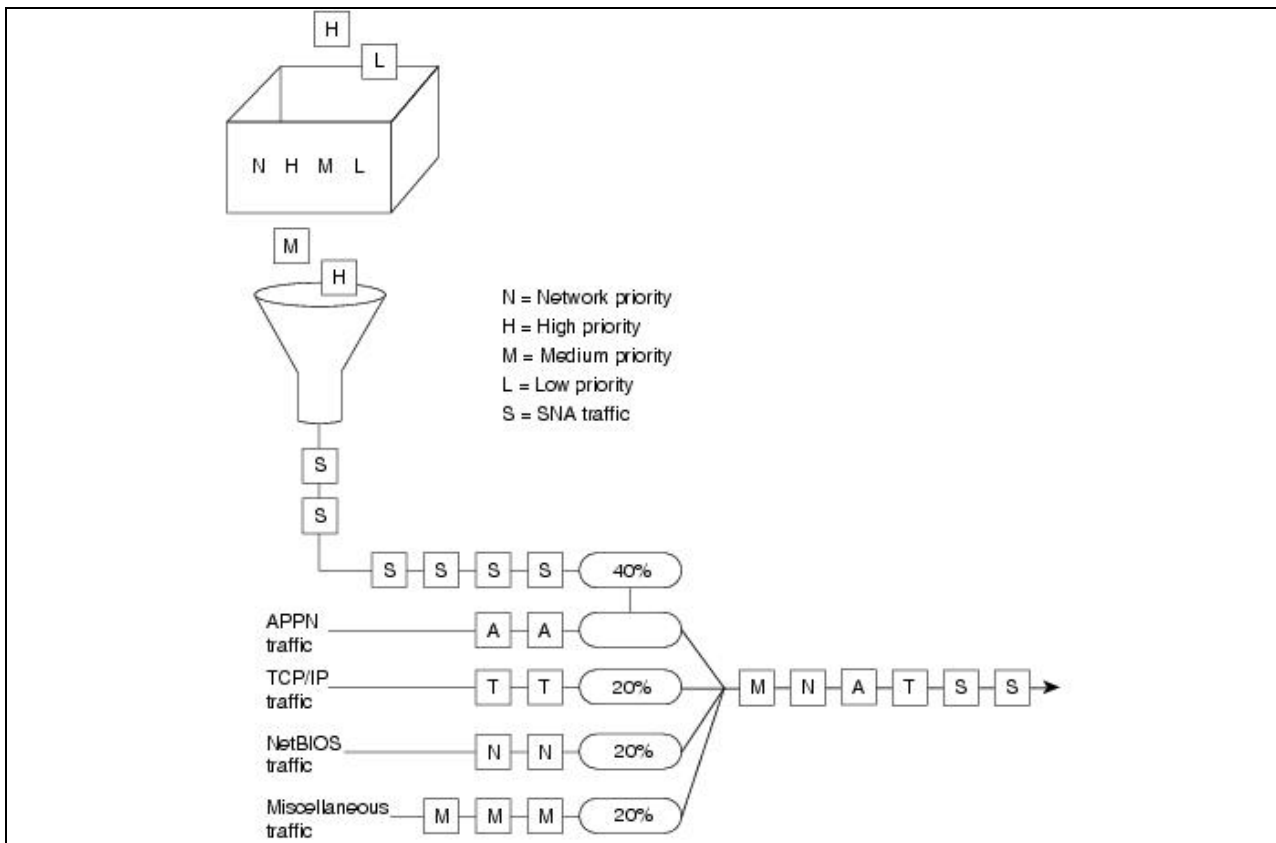 H
L
N H M L
M
H
N = Network priority
H = High priority
M = Medium priority
L = Low priority
S = SNA traffic
S
S
S S S S 40%
APPN
traffic
A A
TCP/IP
traffic
T T 20%
M N A T S S
NetBIOS
traffic
N N 20%
Miscellaneous
traffic
M M M 20%